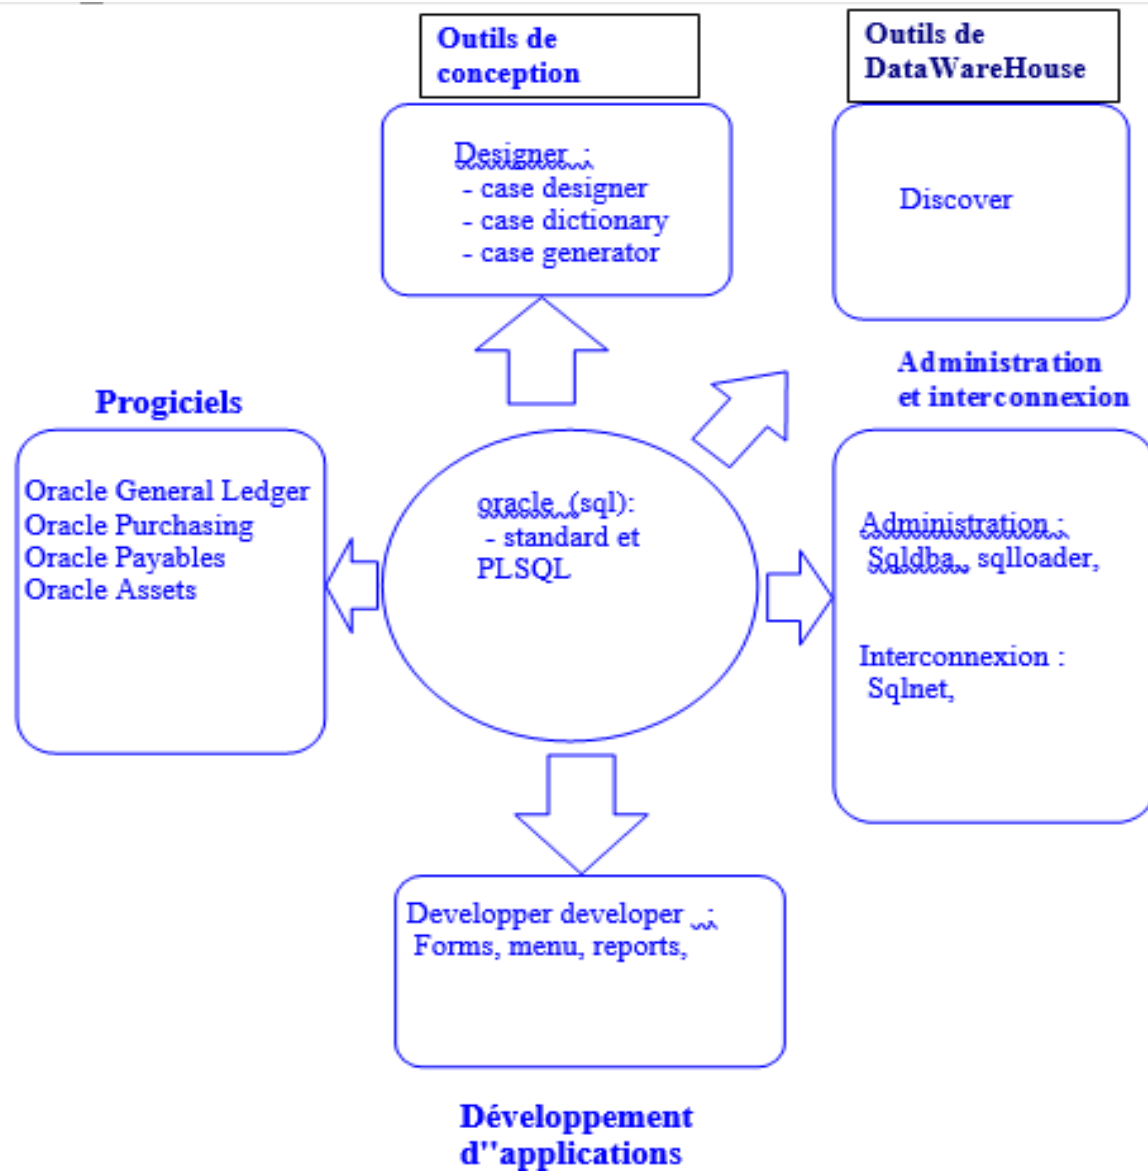 Outils de
conception
Outils de
DataWareHouse
Designer :
- case designer
- case dictionary
- case generator
Discover
Administration
et interconnexion
Progiciels
Oracle General Ledger
Oracle Purchasing
Oracle Payables
Oracle Assets
oracle (sql):
- standard et
PLSQL
Administration :
Sqldba, sqlloader,
Interconnexion :
Sqlnet,
Developper developer :
Forms, menu, reports,
Développement
d''applications